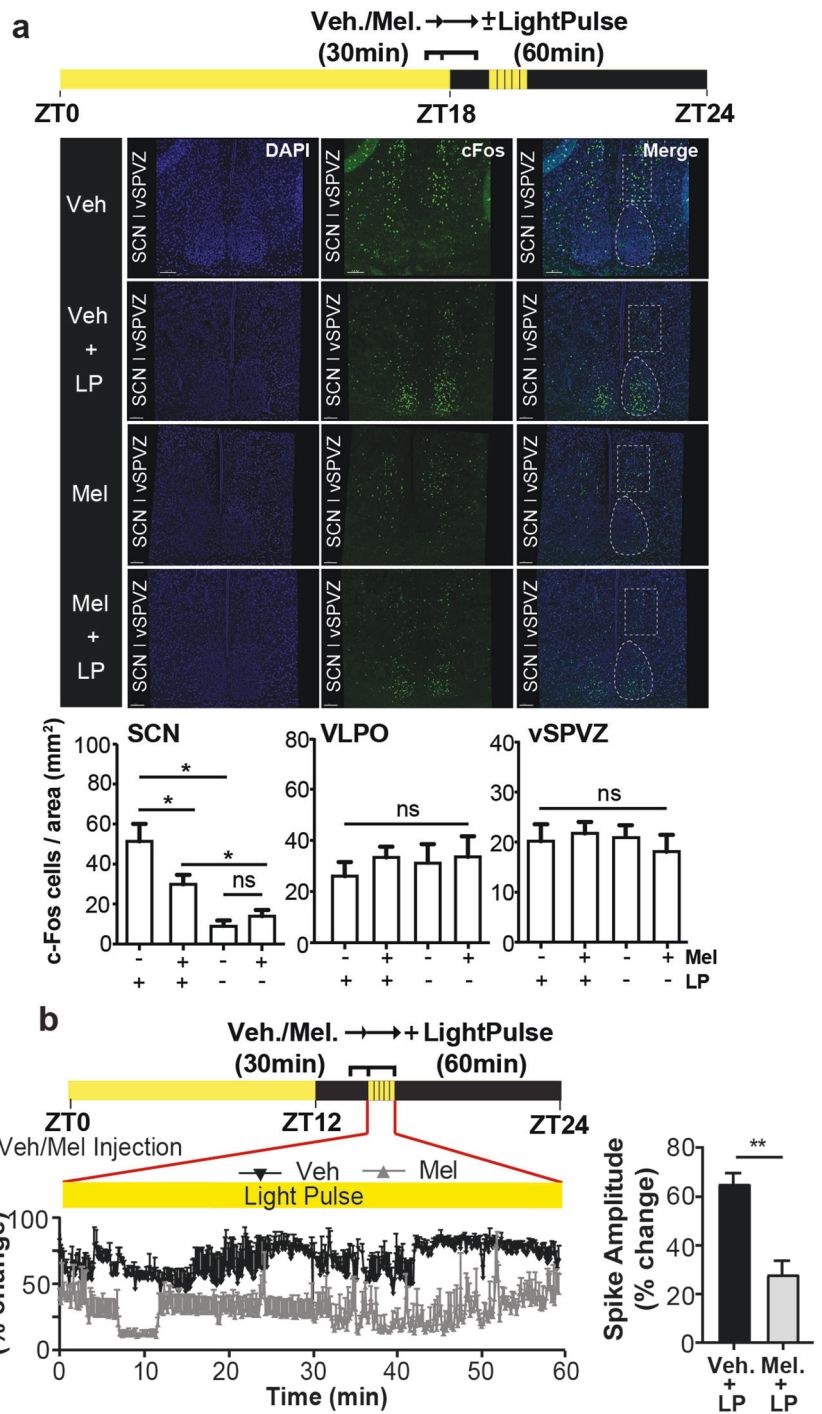 a
Veh./Mel. ±LightPulse
(30min) (60min)
ZT0 ZT18 ZT24
DAPI cFos Merge
Veh
SCN | vSPVZ SCN | vSPVZ SCN | vSPVZ
Veh
+
LP
SCN | vSPVZ SCN | vSPVZ SCN | vSPVZ
Mel
SCN | vSPVZ SCN | vSPVZ SCN | vSPVZ
Mel
+
LP
SCN | vSPVZ SCN | vSPVZ SCN | vSPVZ
SCN VLPO vSPVZ
c-Fos cells / area (mm²)
100
80
60
40
20
0
* * * ns
80
60
40
20
0
ns
40
30
20
10
0
ns
- + - + - + - + - + - + Mel
+ + - - + + - - + + - - LP
b
Veh./Mel. + LightPulse
(30min) (60min)
ZT0 ZT12 ZT24
Veh/Mel Injection
Veh Mel
Light Pulse
(% change)
100
50
0
0 10 20 30 40 50 60
Time (min)
Spike Amplitude
(% change)
80
60
40
20
0
**
Veh. Mel.
+ +
LP LP